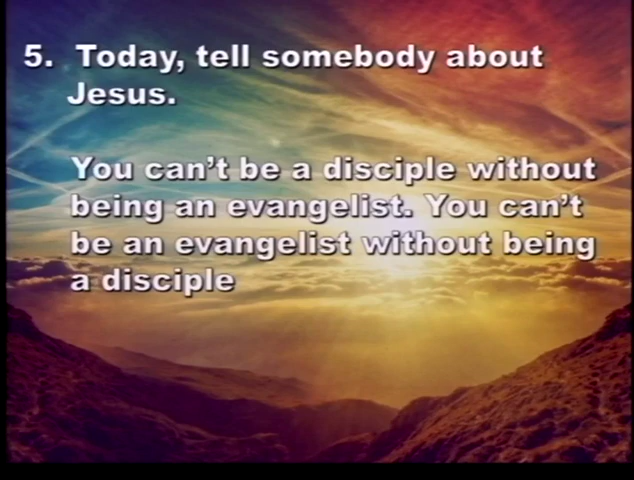 5. Today, tell somebody about
Jesus.
You can't be a disciple without
being an evangelist. You can't
be an evangelist without being
a disciple